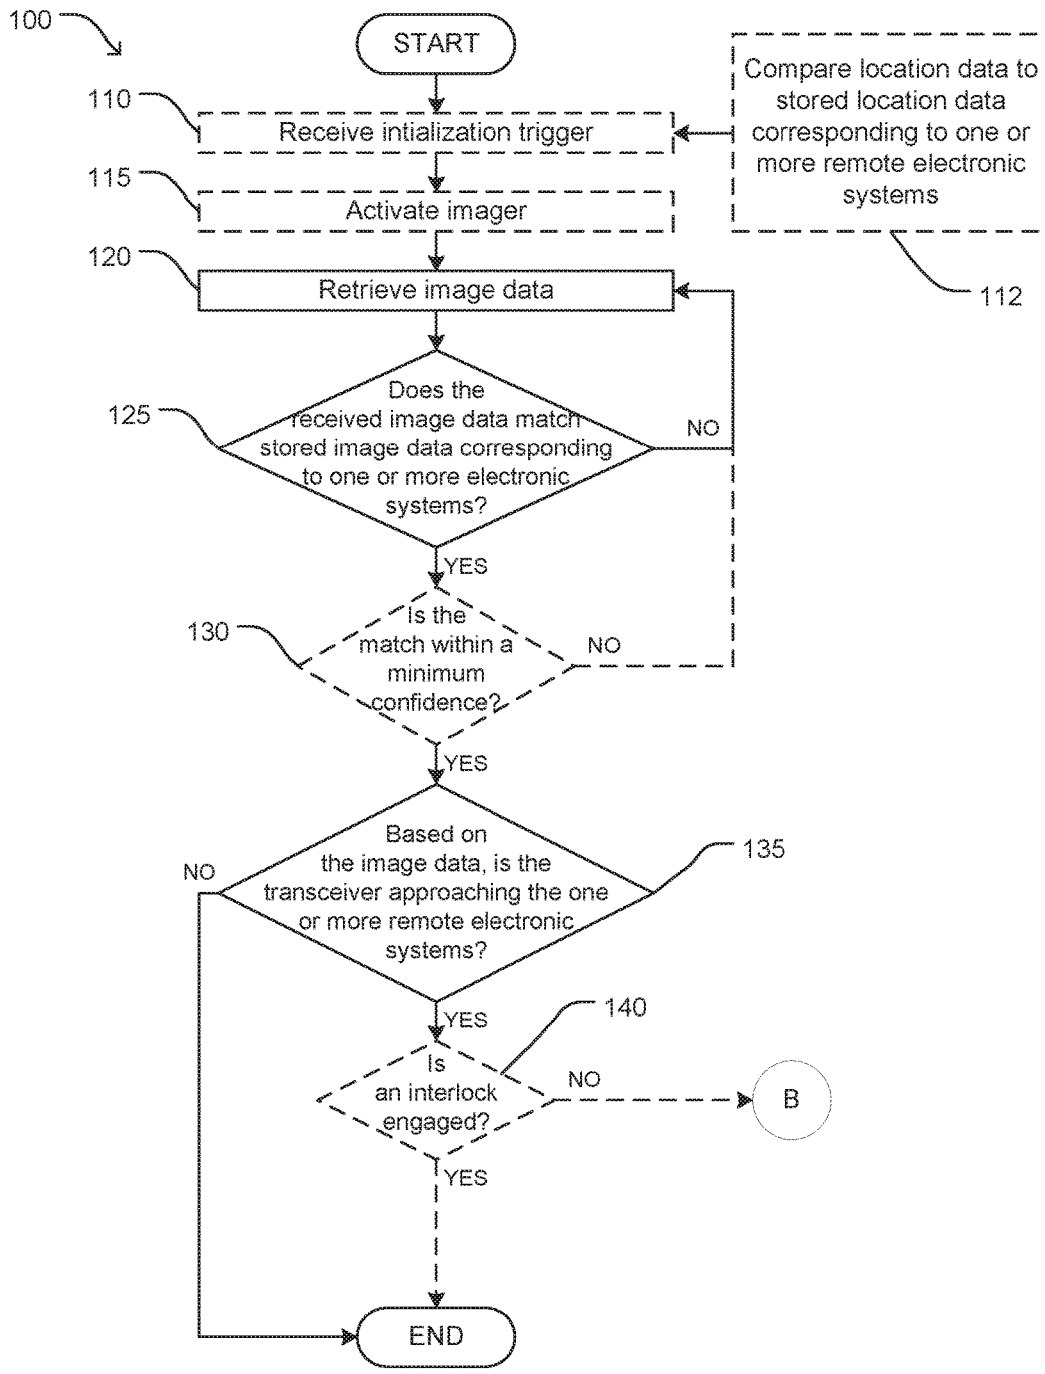 100
START
Compare location data to
stored location data
corresponding to one or
more remote electronic
systems
110
Receive intialization trigger
115
Activate imager
120
Retrieve image data
112
125
Does the
received image data match
stored image data corresponding
to one or more electronic
systems?
NO
YES
130
Is the
match within a
minimum
confidence?
NO
YES
135
Based on
the image data, is the
transceiver approaching the one
or more remote electronic
systems?
NO
YES
140
Is
an interlock
engaged?
NO
B
YES
END